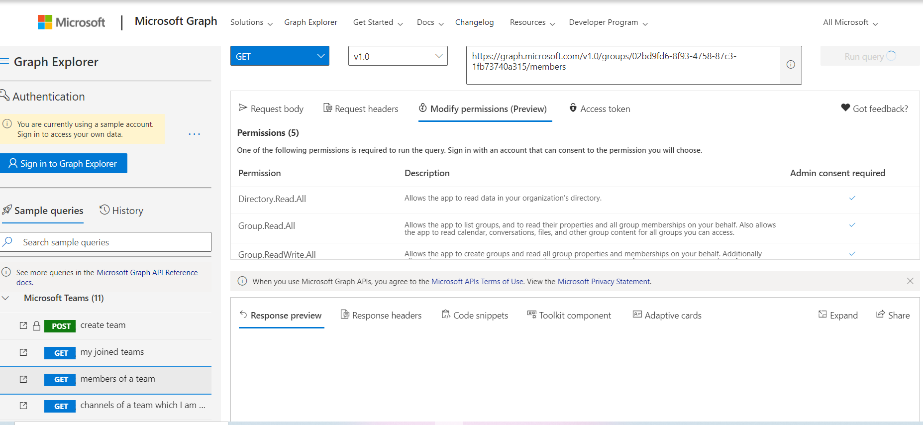 Microsoft | Microsoft Graph Solutions Graph Explorer Get Started Docs Changelog Resources Developer Program All Microsoft
Graph Explorer
Authentication
You are currently using a sample account.
Sign in to access your own data.
...
Sign in to Graph Explorer
Sample queries History
Search sample queries
See more queries in the Microsoft Graph API Reference
docs.
Microsoft Teams (11)
POST create team
GET my joined teams
GET members of a team
GET channels of a team which I am ...
GET v1.0 https://graph.microsoft.com/v1.0/groups/02bd9fd6-8f93-4758-87c3-
1fb73740a315/members
Run query
Request body Request headers Modify permissions (Preview) Access token Got feedback?
Permissions (5)
One of the following permissions is required to run the query. Sign in with an account that can consent to the permission you will choose.
Permission Description Admin consent required
Directory.Read.All Allows the app to read data in your organization's directory.
Group.Read.All Allows the app to list groups, and to read their properties and all group memberships on your behalf. Also allows
the app to read calendar, conversations, files, and other group content for all groups you can access.
Group.ReadWrite.All Allows the app to create groups and read all group properties and memberships on your behalf. Additionally
When you use Microsoft Graph APIs, you agree to the Microsoft APIs Terms of Use. View the Microsoft Privacy Statement.
Response preview Response headers Code snippets Toolkit component Adaptive cards Expand Share